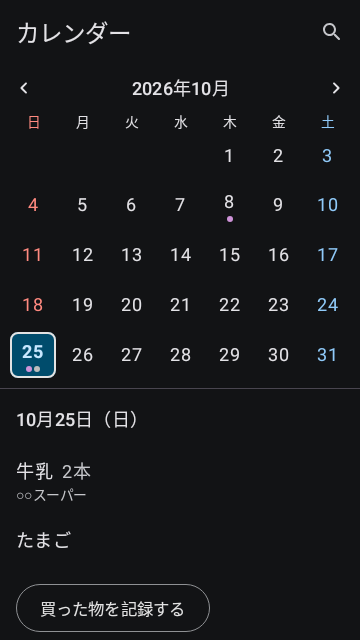 カレンダー
2026年10月
日 月 火 水 木 金 土
1 2 3
4 5 6 7 8 9 10
11 12 13 14 15 16 17
18 19 20 21 22 23 24
25 26 27 28 29 30 31
10月25日（日）
牛乳 2本
○○スーパー
たまご
買った物を記録する